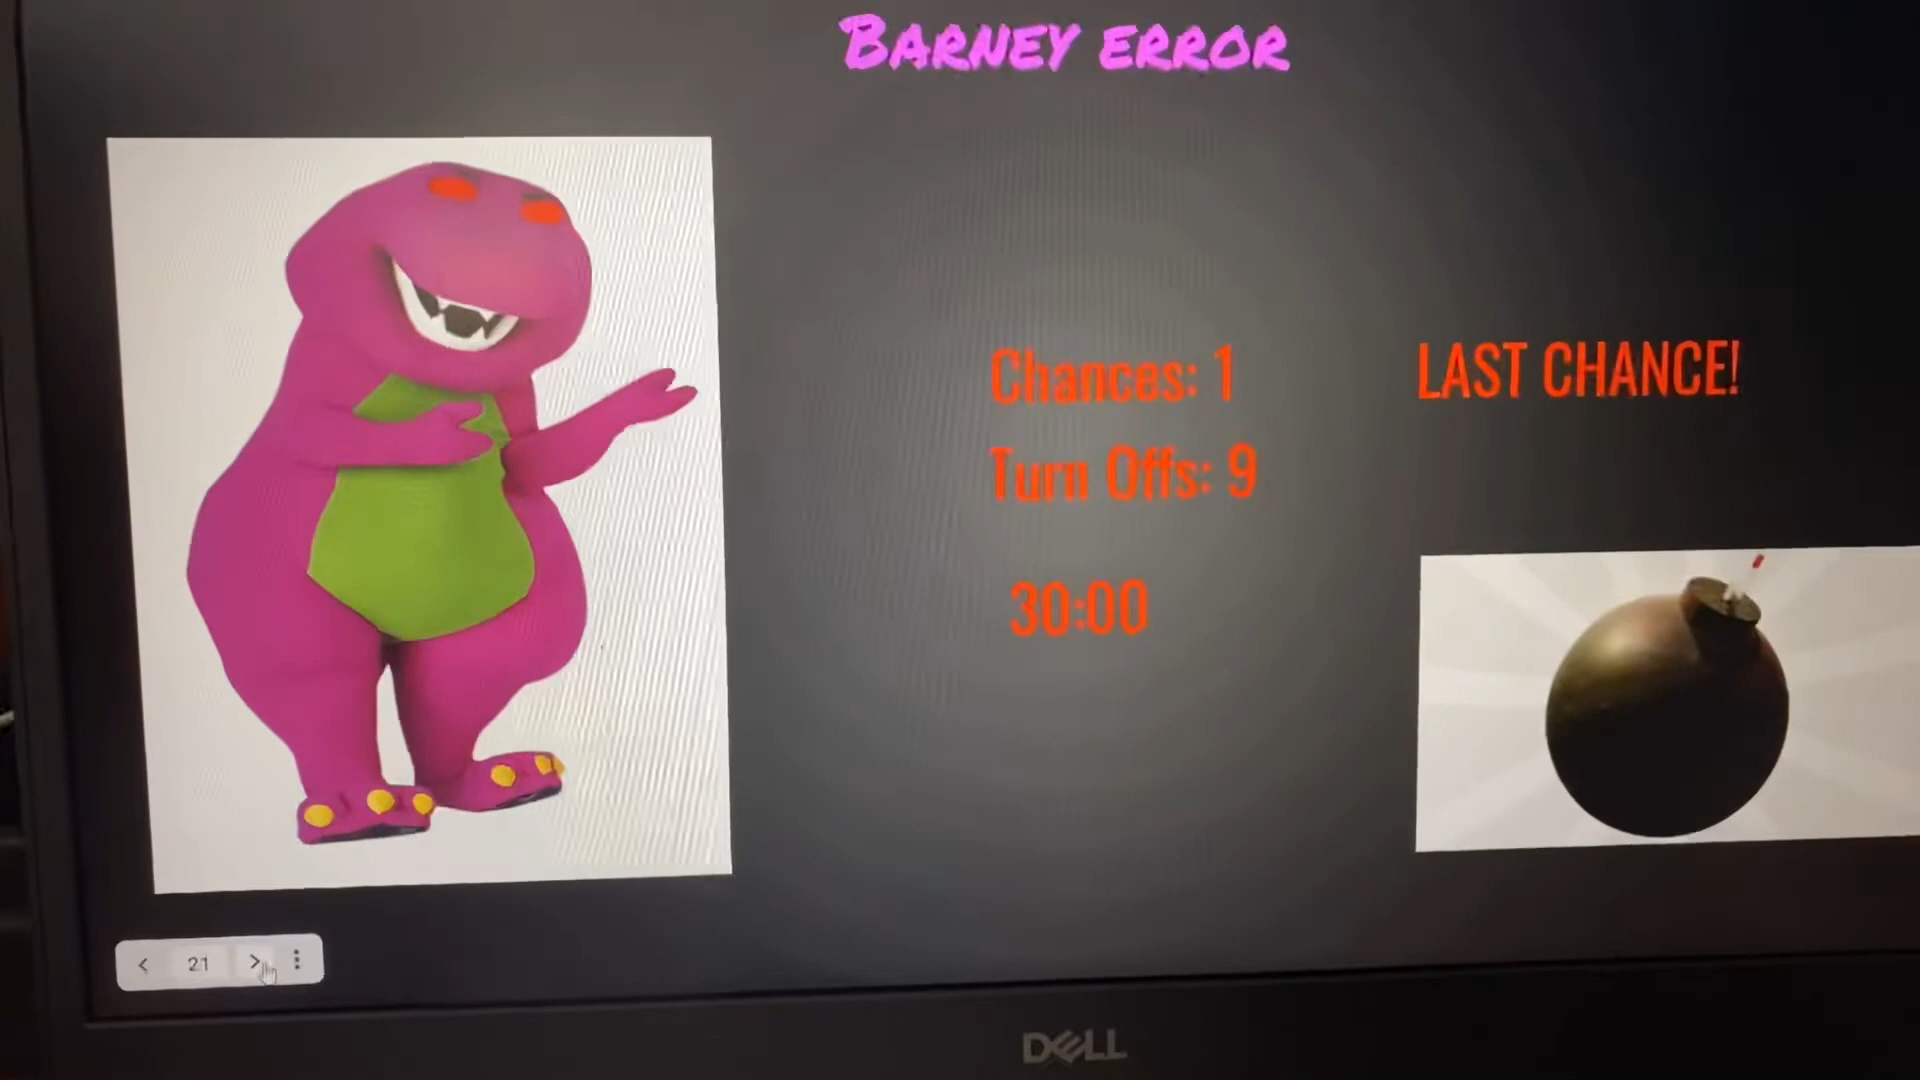 Barney error
Chances: 1
LAST CHANCE!
Turn Offs: 9
30:00
21
DELL